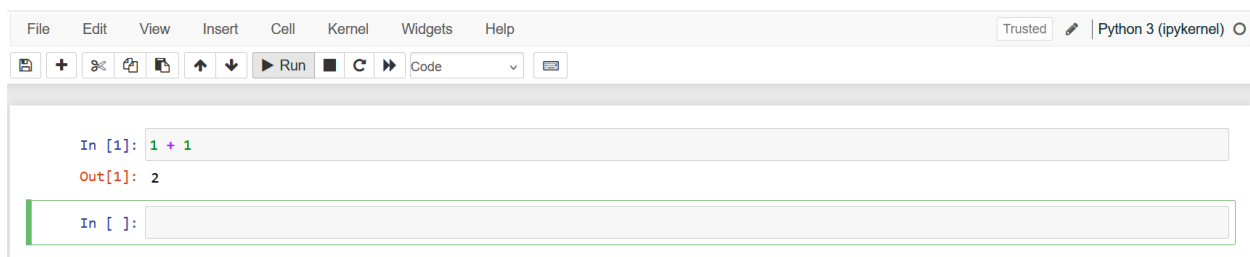 File Edit View Insert Cell Kernel Widgets Help Trusted Python 3 (ipykernel)
Run Code
In [1]: 1 + 1
Out[1]: 2
In [ ]: